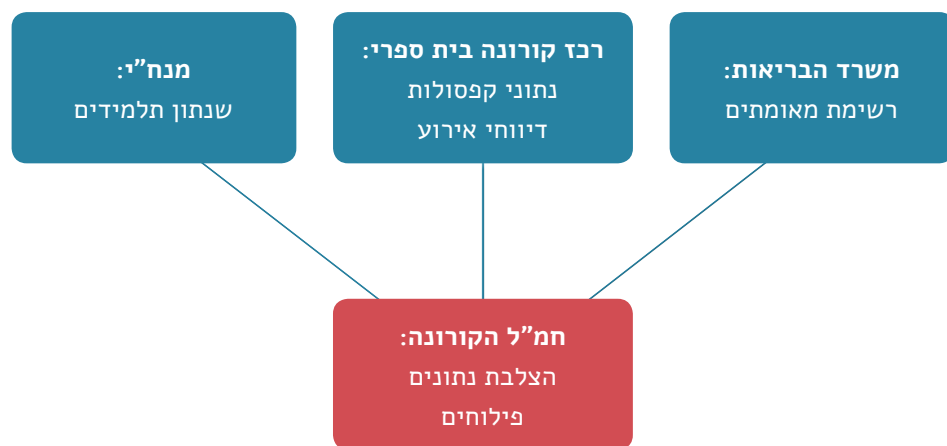 משרד הבריאות:
רשימת מאומתים
רכז קורונה בית ספרי:
נתוני קפסולות
דיווחי אירוע
מנח"י:
שנתון תלמידים
חמ"ל הקורונה:
הצלבת נתונים
פילוחים